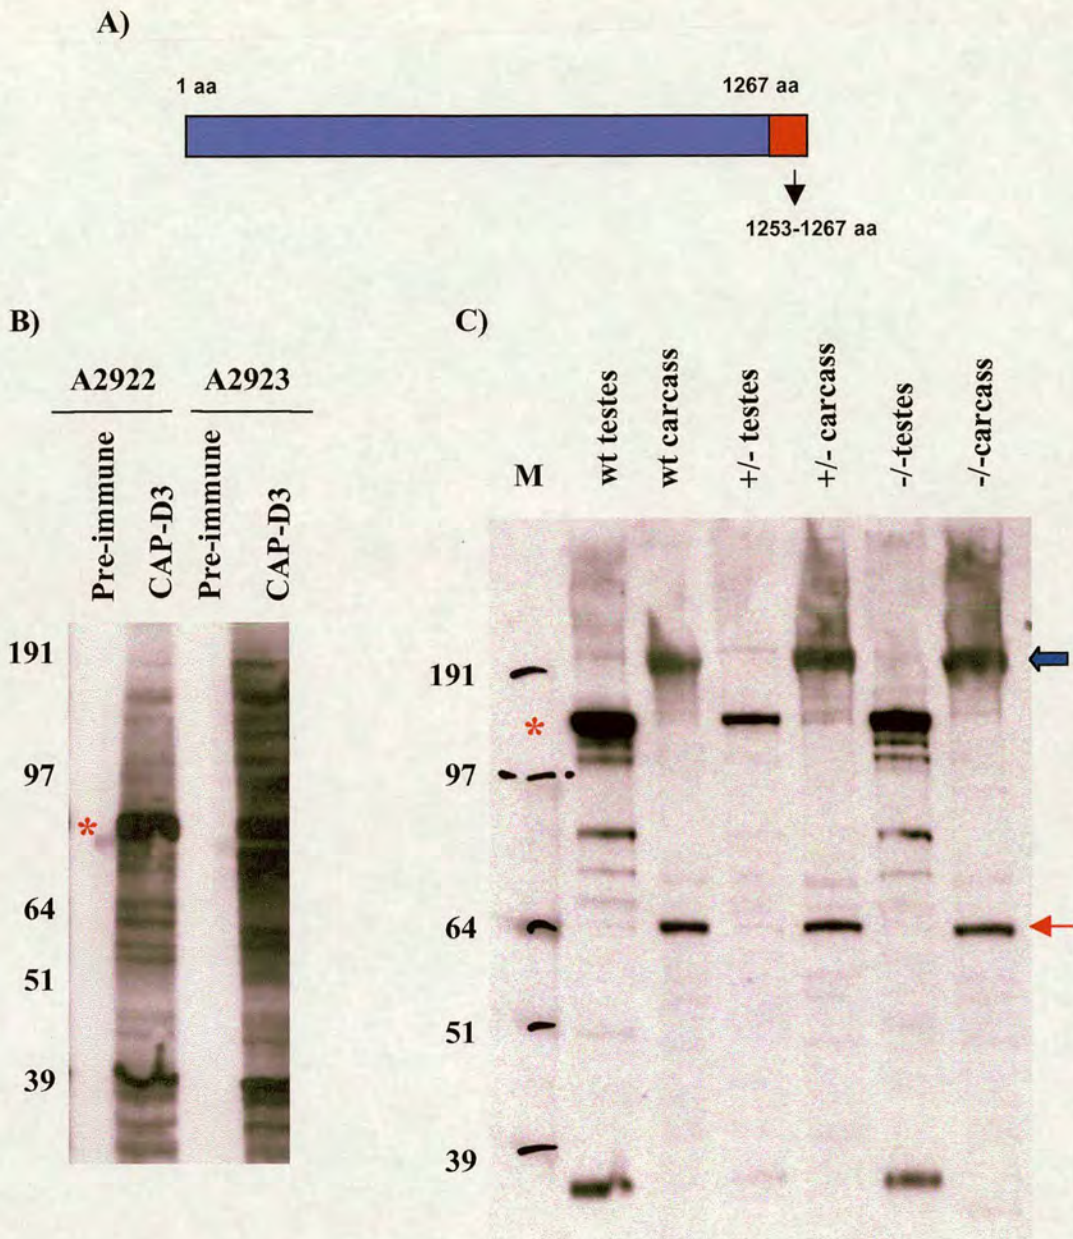 A)
1 aa 1267 aa
1253-1267 aa
B)
A2922 A2923
Pre-immune
CAP-D3
Pre-immune
CAP-D3
191
97
*
64
51
39
C)
M
wt testes
wt carcass
+/- testes
+/- carcass
-/-testes
-/-carcass
191
*
97
64
51
39